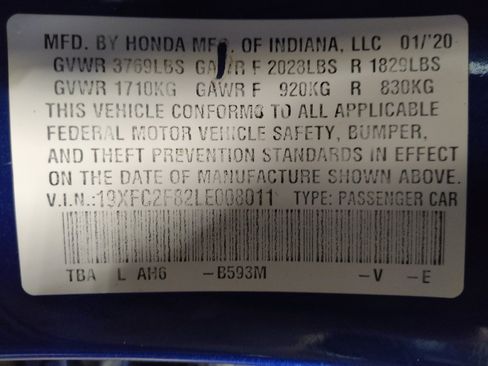 MFD. BY HONDA MFG. OF INDIANA, LLC 01/'20
GVWR 3769LBS GAWR F 2028LBS R 1829LBS
GVWR 1710KG GAWR F 920KG R 830KG
THIS VEHICLE CONFORMS TO ALL APPLICABLE
FEDERAL MOTOR VEHICLE SAFETY, BUMPER,
AND THEFT PREVENTION STANDARDS IN EFFECT
ON THE DATE OF MANUFACTURE SHOWN ABOVE.
V.I.N.:19XFC2F82LE008011 TYPE: PASSENGER CAR
TBA L AH6 -B593M -V -E